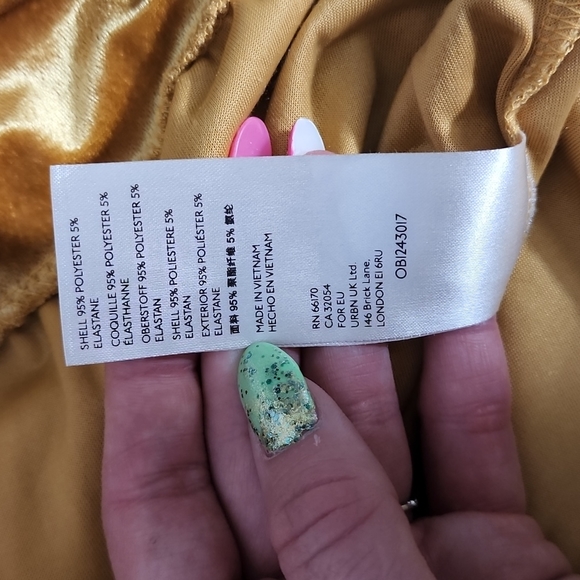 SHELL 95% POLYESTER 5%
ELASTANE
COQUILLE 95% POLYESTER 5%
ÉLASTHANNE
OBERSTOFF 95% POLYESTER 5%
ELASTAN
SHELL 95% POLIESTERE 5%
ELASTAN
EXTERIOR 95% POLIÉSTER 5%
ELASTAN
面料 95% 聚酯纤维 5% 氨纶
MADE IN VIETNAM
HECHO EN VIETNAM
RN 66170
CA 32054
FOR EU
URBN UK Ltd.
146 Brick Lane,
LONDON E1 6RU
OB1243017